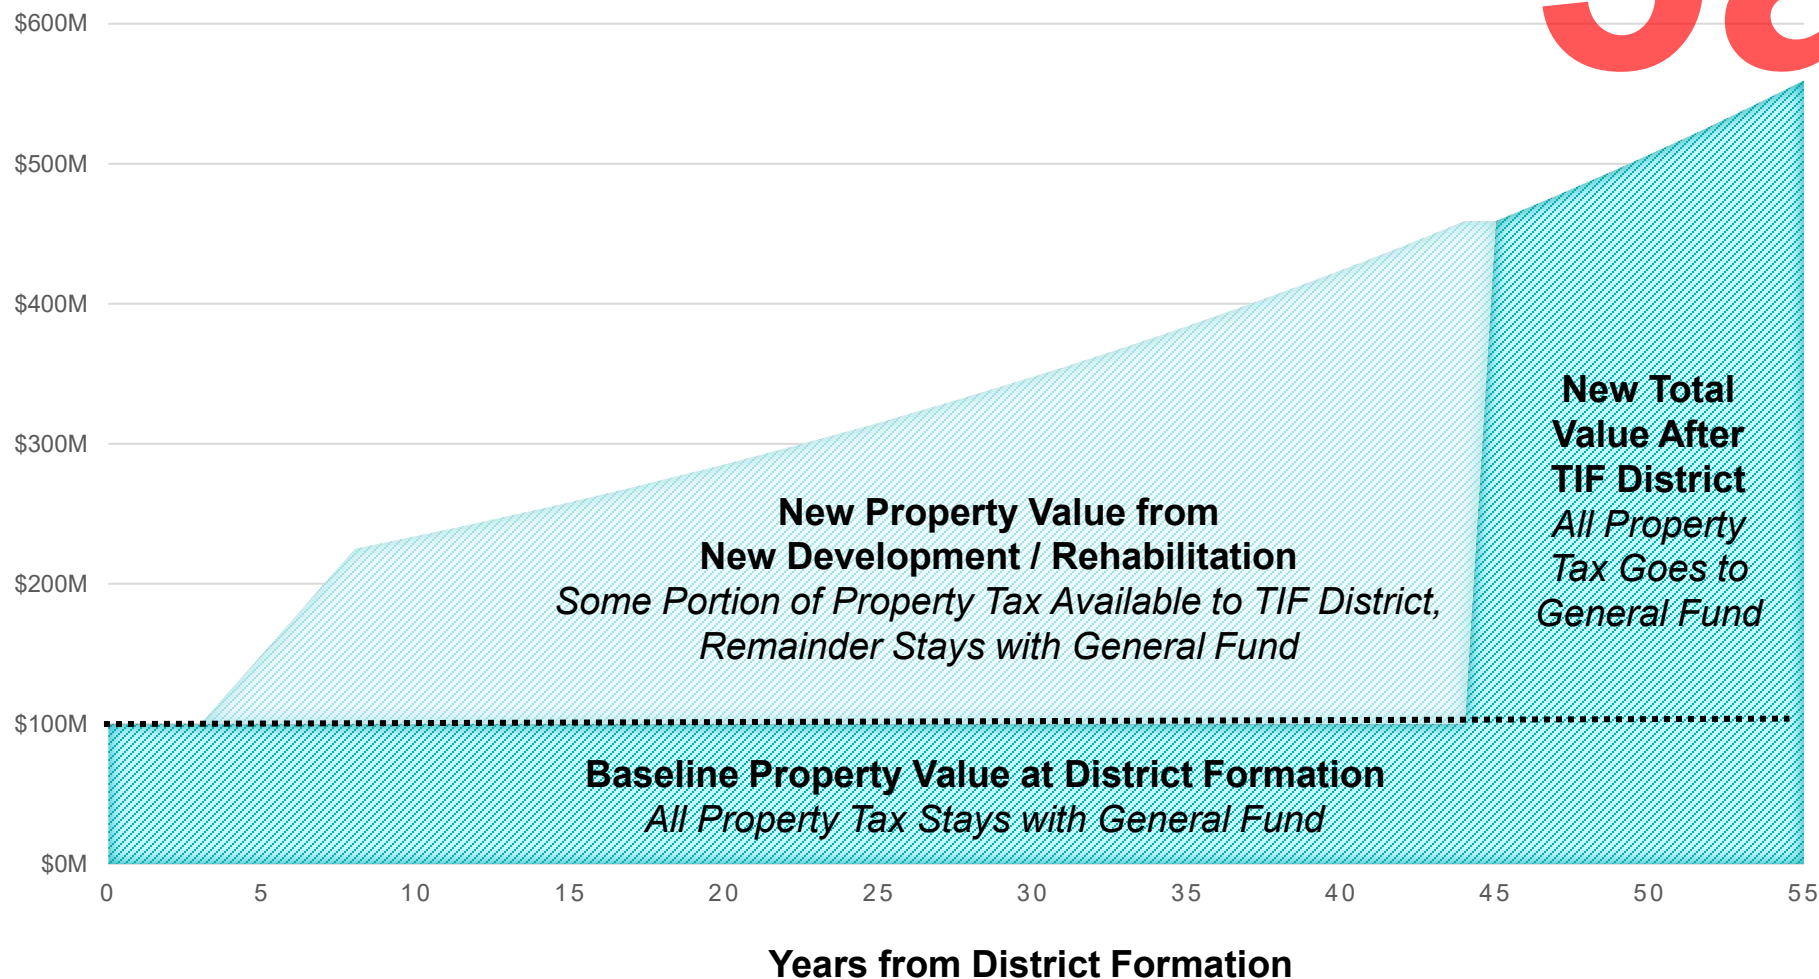 $600M
$500M
$400M
$300M
$200M
$100M
$0M
New Property Value from
New Development / Rehabilitation
Some Portion of Property Tax Available to TIF District,
Remainder Stays with General Fund
New Total
Value After
TIF District
All Property
Tax Goes to
General Fund
Baseline Property Value at District Formation
All Property Tax Stays with General Fund
0 5 10 15 20 25 30 35 40 45 50 55
Years from District Formation